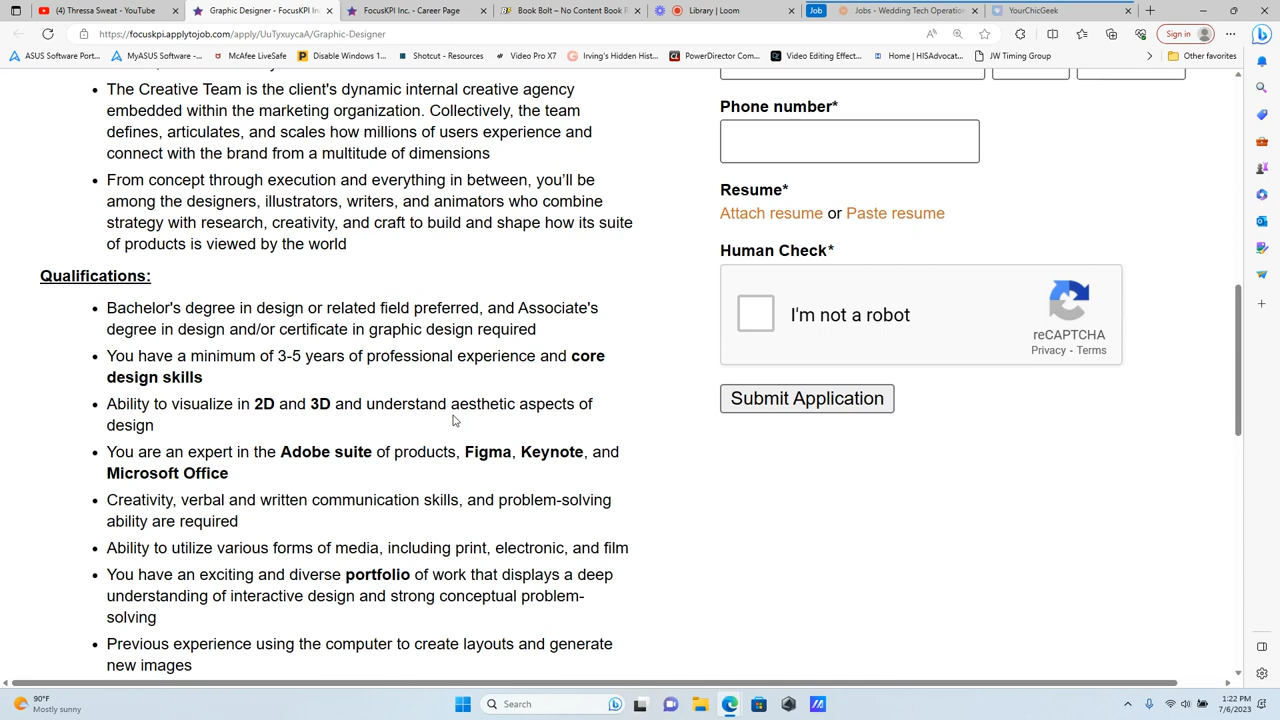 (4) Thressa Sweat - YouTube
Graphic Designer - FocusKPI Inc
FocusKPI Inc. - Career Page
Book Bolt – No Content Book R
Library | Loom
Job
Jobs - Wedding Tech Operation
YourChicGeek
https://focuskpi.applytojob.com/apply/UuTyxuycaA/Graphic-Designer
Sign in
ASUS Software Port...
MyASUS Software -...
McAfee LiveSafe
Disable Windows 1...
Shotcut - Resources
Video Pro X7
Irving's Hidden Hist...
PowerDirector Com...
Video Editing Effect...
Home | HISAdvocat...
JW Timing Group
Other favorites
The Creative Team is the client's dynamic internal creative agency
embedded within the marketing organization. Collectively, the team
defines, articulates, and scales how millions of users experience and
connect with the brand from a multitude of dimensions
From concept through execution and everything in between, you'll be
among the designers, illustrators, writers, and animators who combine
strategy with research, creativity, and craft to build and shape how its suite
of products is viewed by the world
Qualifications:
Bachelor's degree in design or related field preferred, and Associate's
degree in design and/or certificate in graphic design required
You have a minimum of 3-5 years of professional experience and core
design skills
Ability to visualize in 2D and 3D and understand aesthetic aspects of
design
You are an expert in the Adobe suite of products, Figma, Keynote, and
Microsoft Office
Creativity, verbal and written communication skills, and problem-solving
ability are required
Ability to utilize various forms of media, including print, electronic, and film
You have an exciting and diverse portfolio of work that displays a deep
understanding of interactive design and strong conceptual problem-
solving
Previous experience using the computer to create layouts and generate
new images
Phone number*
Resume*
Attach resume or Paste resume
Human Check*
I'm not a robot
reCAPTCHA
Privacy - Terms
Submit Application
90°F
Mostly sunny
Search
1:22 PM
7/6/2023